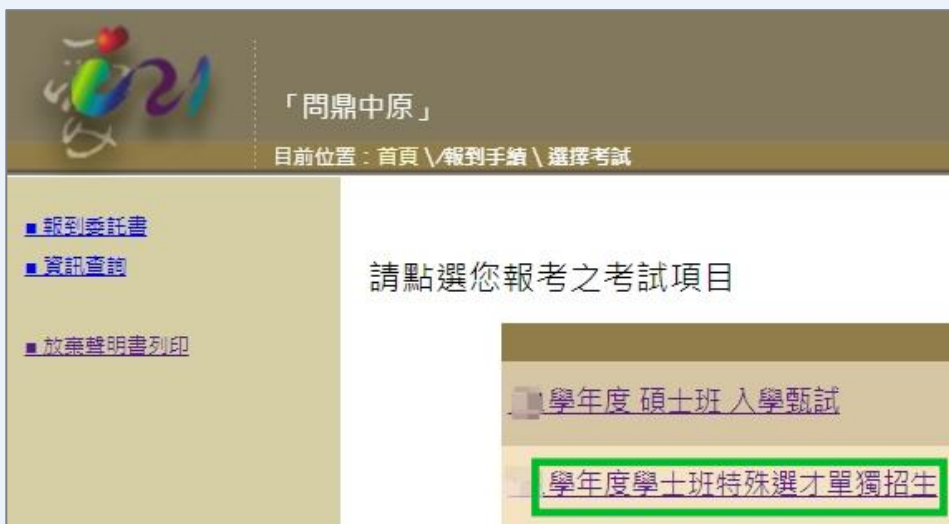 i21
「問鼎中原」
目前位置：首頁 \ ⁄報到手續 \ 選擇考試
■ 報到委託書
■ 資訊查詢
■ 放棄聲明書列印
請點選您報考之考試項目
學年度 碩士班 入學甄試
學年度學士班特殊選才單獨招生